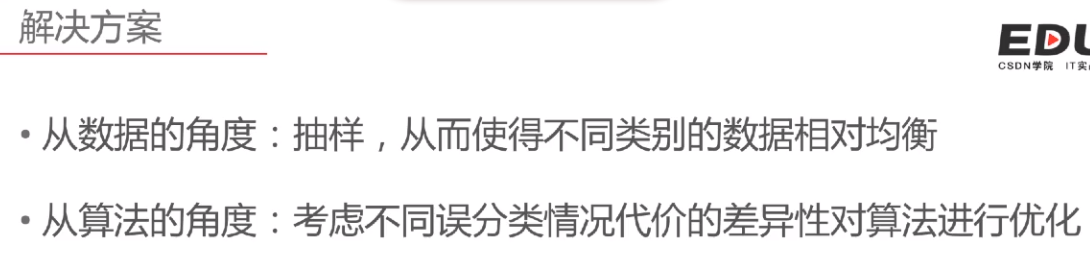 解决方案
EDU
CSDN学院 IT实
• 从数据的角度：抽样，从而使得不同类别的数据相对均衡
• 从算法的角度：考虑不同误分类情况代价的差异性对算法进行优化